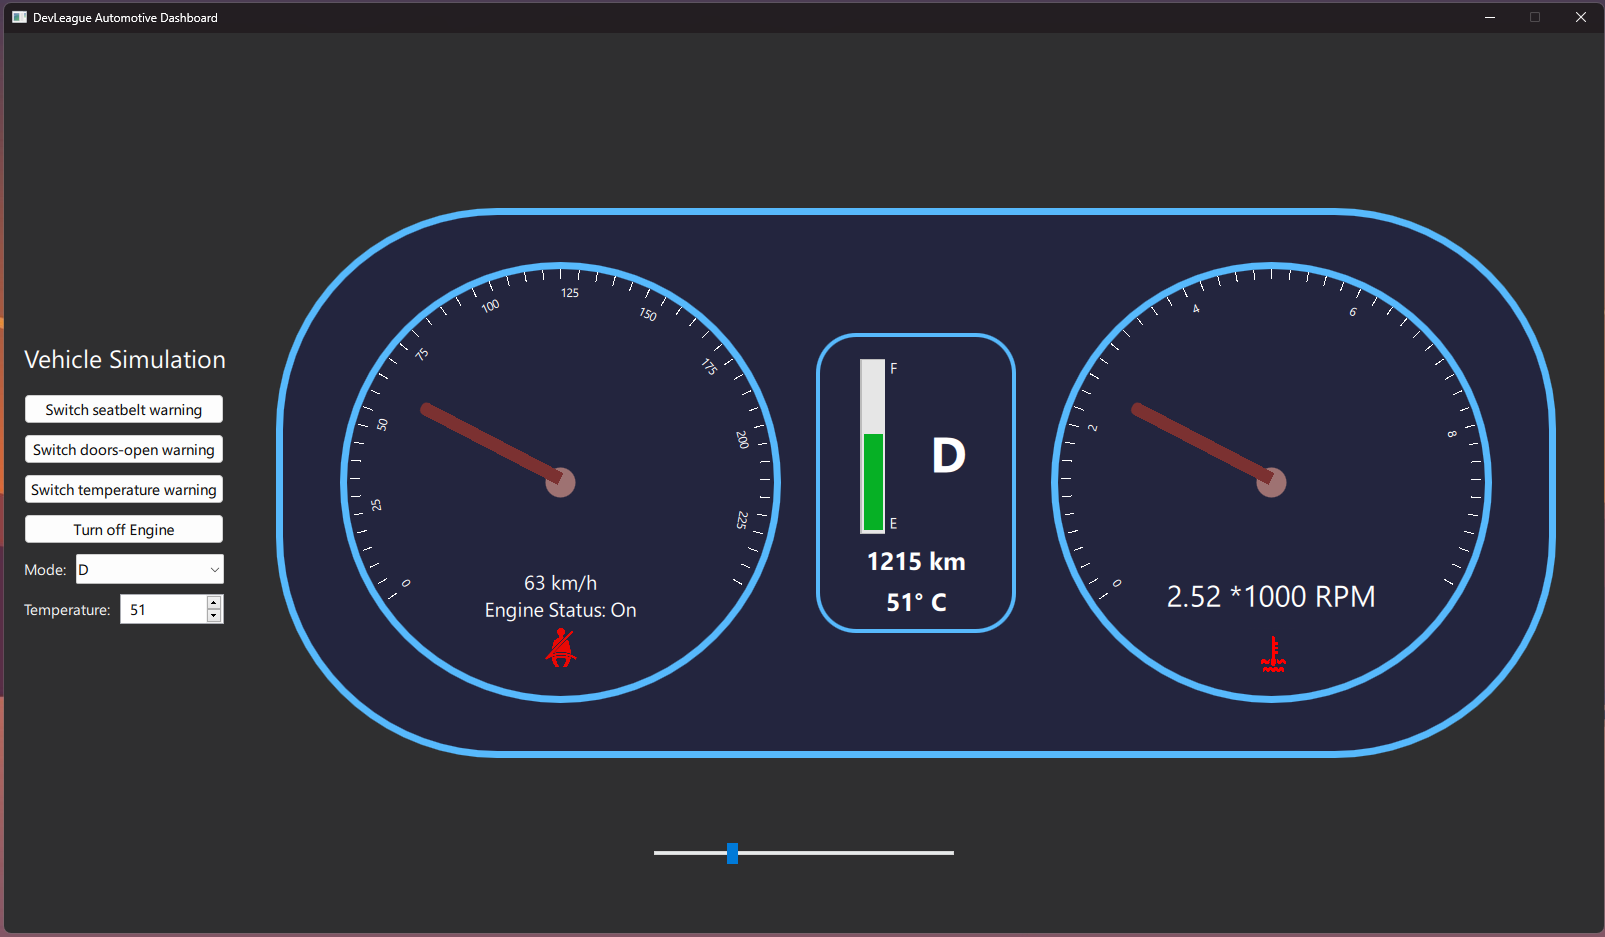 DevLeague Automotive Dashboard
Vehicle Simulation
Switch seatbelt warning
Switch doors-open warning
Switch temperature warning
Turn off Engine
Mode: D
Temperature: 51
0
25
50
75
100
125
150
175
200
225
63 km/h
Engine Status: On
F
D
E
1215 km
51° C
0
2
4
6
8
2.52 *1000 RPM